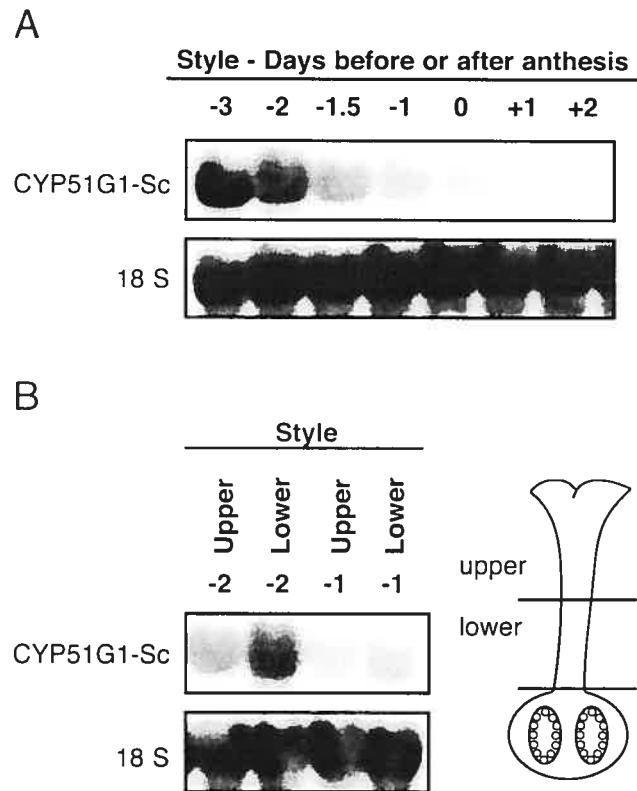 A
Style - Days before or after anthesis
-3 -2 -1.5 -1 0 +1 +2
CYP51G1-Sc
18 S
B
Style
Upper Lower Upper Lower
-2 -2 -1 -1
CYP51G1-Sc
18 S
upper
lower